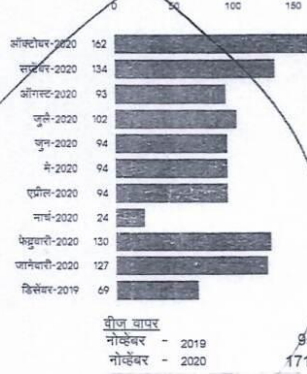 0 50 100 150
ऑक्टोबर-2020 162
सप्टेंबर-2020 134
ऑगस्ट-2020 93
जुलै-2020 102
जुन-2020 94
मे-2020 94
एप्रील-2020 94
मार्च-2020 24
फेब्रुवारी-2020 130
जानेवारी-2020 127
डिसेंबर-2019 69
वीज वापर
नोव्हेंबर - 2019
नोव्हेंबर - 2020 171